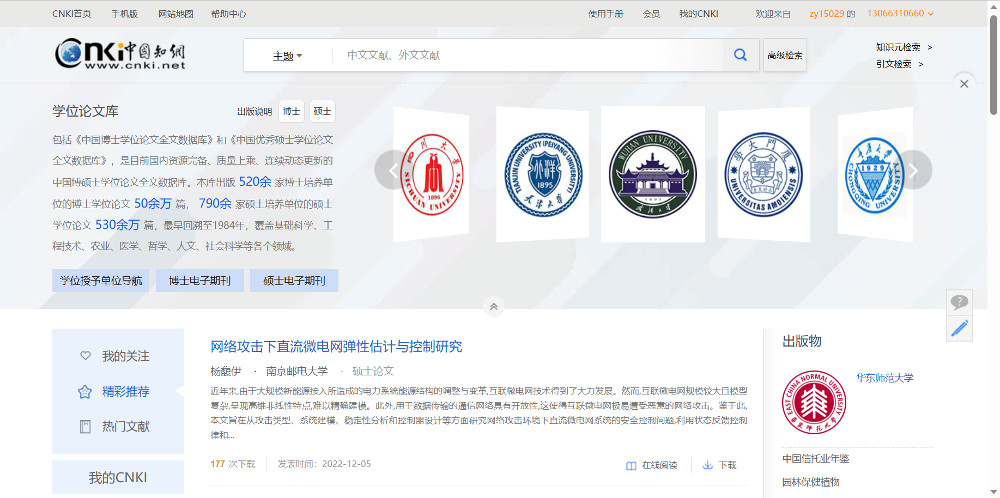 CNKI首页 手机版 网站地图 帮助中心 使用手册 会员 我的CNKI 欢迎来自 zy15029 的 13066310660
Cnki中国知網
www.cnki.net
主题 中文文献、外文文献 高级检索
知识元检索 >
引文检索 >
学位论文库 出版说明 博士 硕士
包括《中国博士学位论文全文数据库》和《中国优秀硕士学位论文
全文数据库》，是目前国内资源完备、质量上乘、连续动态更新的
中国博硕士学位论文全文数据库。本库出版 520余 家博士培养单
位的博士学位论文 50余万 篇， 790余 家硕士培养单位的硕士
学位论文 530余万 篇，最早回溯至1984年，覆盖基础科学、工
程技术、农业、医学、哲学、人文、社会科学等各个领域。
四川大学
1896
SICHUAN UNIVERSITY
TIANJIN UNIVERSITY (PEIYANG UNIVERSITY)
北洋
1895
天津大学
WUHAN UNIVERSITY
1893
武漢大学
學大門廈
UNIVERSITAS AMOIENSIS
重庆大学
1929
CHONGQING UNIVERSITY
学位授予单位导航 博士电子期刊 硕士电子期刊
我的关注
精彩推荐
热门文献
我的CNKI
网络攻击下直流微电网弹性估计与控制研究
杨馥伊 · 南京邮电大学 · 硕士论文
近年来,由于大规模新能源接入所造成的电力系统能源结构的调整与变革,互联微电网技术得到了大力发展。然而,互联微电网规模较大且模型
复杂,呈现高维非线性特点,难以精确建模。此外,用于数据传输的通信网络具有开放性,这使得互联微电网极易遭受恶意的网络攻击。鉴于此,
本文旨在从攻击类型、系统建模、稳定性分析和控制器设计等方面研究网络攻击环境下直流微电网系统的安全控制问题,利用状态反馈控制
律和...
177 次下载 发表时间：2022-12-05 在线阅读 下载
出版物
EAST CHINA NORMAL UNIVERSITY
華東師範大學
华东师范大学
中国信托业年鉴
园林保健植物